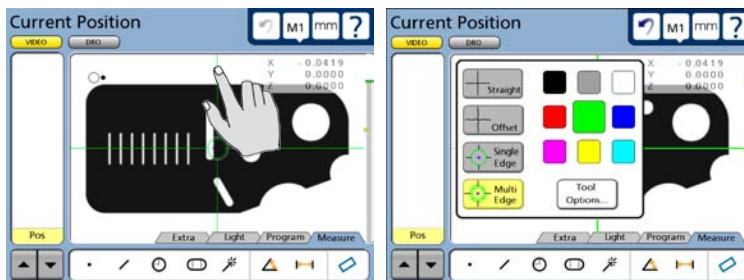 Current Position
M1 mm ?
VIDEO DRO
X - 0.0419
Y 0.0000
Z 0.0000
Pos
Extra Light Program Measure
Current Position
M1 mm ?
VIDEO DRO
X - 0.0419
Y 0.0000
Z 0.0000
Straight
Offset
Single
Edge
Multi
Edge
Tool
Options...
Pos
Extra Light Program Measure